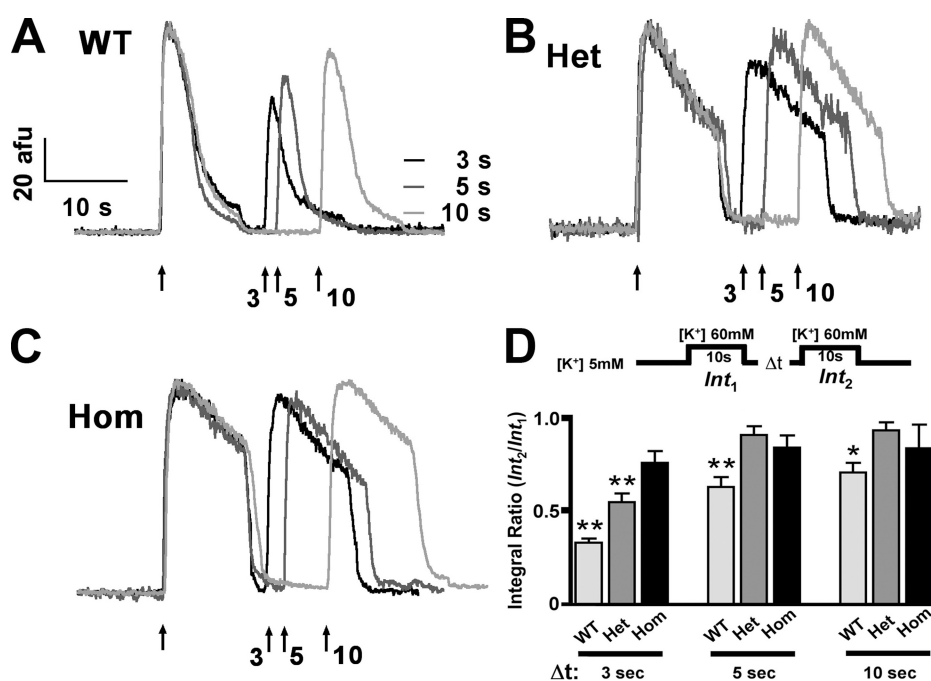 A WT
20 afu
10 s
3 s
5 s
10 s
3 5 10
B Het
3 5 10
C
Hom
3 5 10
D
[K⁺] 60mM [K⁺] 60mM
[K⁺] 5mM 10s Δt 10s
Int₁ Int₂
Integral Ratio (Int₂/Int₁)
1.0
0.5
0
** ** ** *
WT Het Hom WT Het Hom WT Het Hom
Δt: 3 sec 5 sec 10 sec